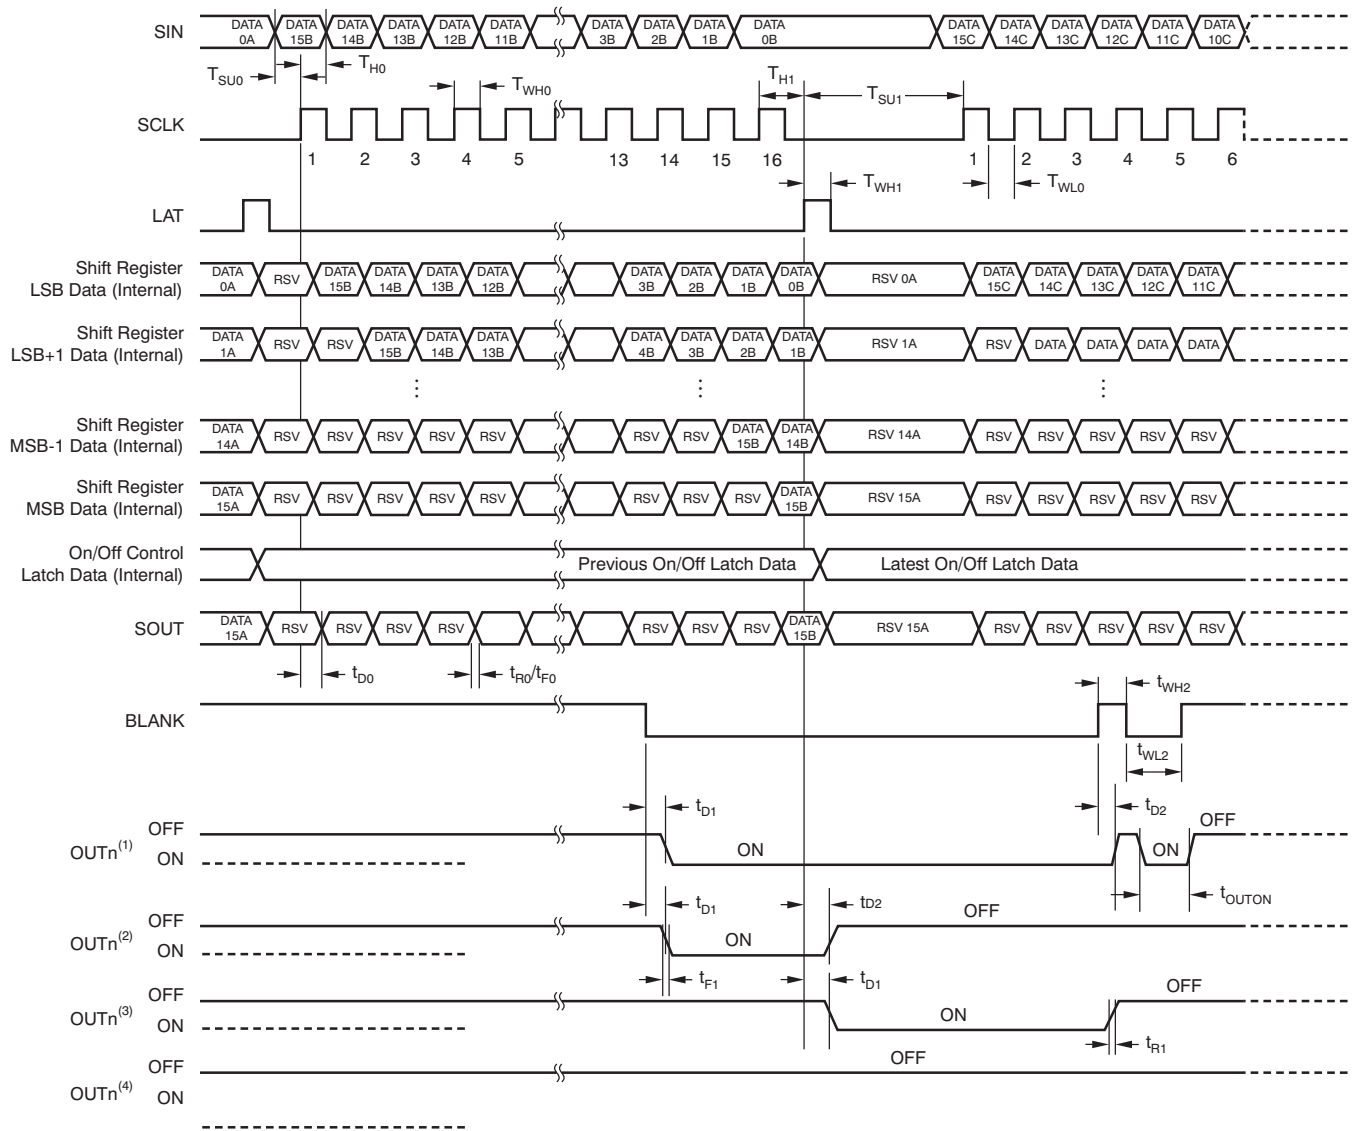 SIN DATA 0A DATA 15B DATA 14B DATA 13B DATA 12B DATA 11B DATA 3B DATA 2B DATA 1B DATA 0B DATA 15C DATA 14C DATA 13C DATA 12C DATA 11C DATA 10C
TSU0 TH0 TWH0 TH1 TSU1
SCLK
1 2 3 4 5 13 14 15 16 1 2 3 4 5 6
TWH1 TWL0
LAT
Shift Register
LSB Data (Internal)
DATA 0A RSV DATA 15B DATA 14B DATA 13B DATA 12B DATA 3B DATA 2B DATA 1B DATA 0B RSV 0A DATA 15C DATA 14C DATA 13C DATA 12C DATA 11C
Shift Register
LSB+1 Data (Internal)
DATA 1A RSV RSV DATA 15B DATA 14B DATA 13B DATA 4B DATA 3B DATA 2B DATA 1B RSV 1A RSV DATA DATA DATA DATA
Shift Register
MSB-1 Data (Internal)
DATA 14A RSV RSV RSV RSV RSV RSV RSV DATA 15B DATA 14B RSV 14A RSV RSV RSV RSV RSV
Shift Register
MSB Data (Internal)
DATA 15A RSV RSV RSV RSV RSV RSV RSV RSV DATA 15B RSV 15A RSV RSV RSV RSV RSV
On/Off Control
Latch Data (Internal)
Previous On/Off Latch Data Latest On/Off Latch Data
SOUT DATA 15A RSV RSV RSV RSV RSV RSV RSV DATA 15B RSV 15A RSV RSV RSV RSV RSV
tD0 tR0/tF0
BLANK
tWH2
tWL2
tD1 tD2
OUTn(1) OFF ON ON ON OFF
tOUTON
tD1 tD2
OUTn(2) OFF ON ON OFF
tF1 tD1
OUTn(3) OFF ON ON OFF
tR1
OUTn(4) OFF ON OFF